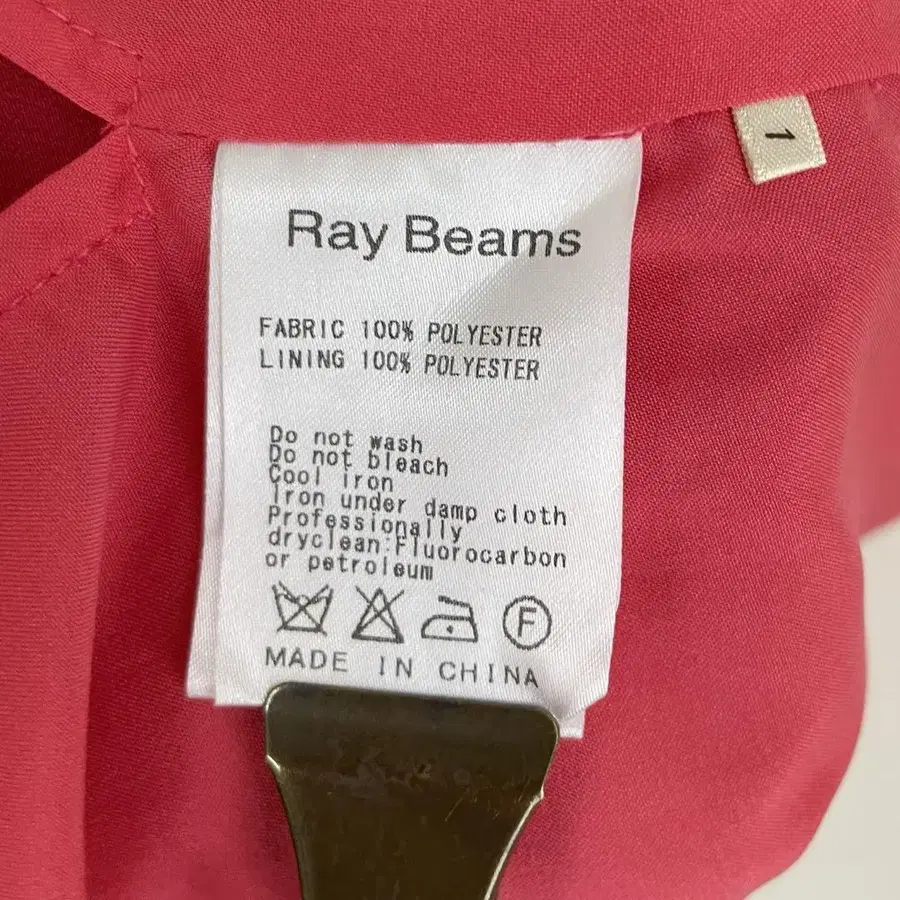 Ray Beams
1
FABRIC 100% POLYESTER
LINING 100% POLYESTER
Do not wash
Do not bleach
Cool iron
Iron under damp cloth
Professionally
dryclean:Fluorocarbon
or petroleum
F
MADE IN CHINA